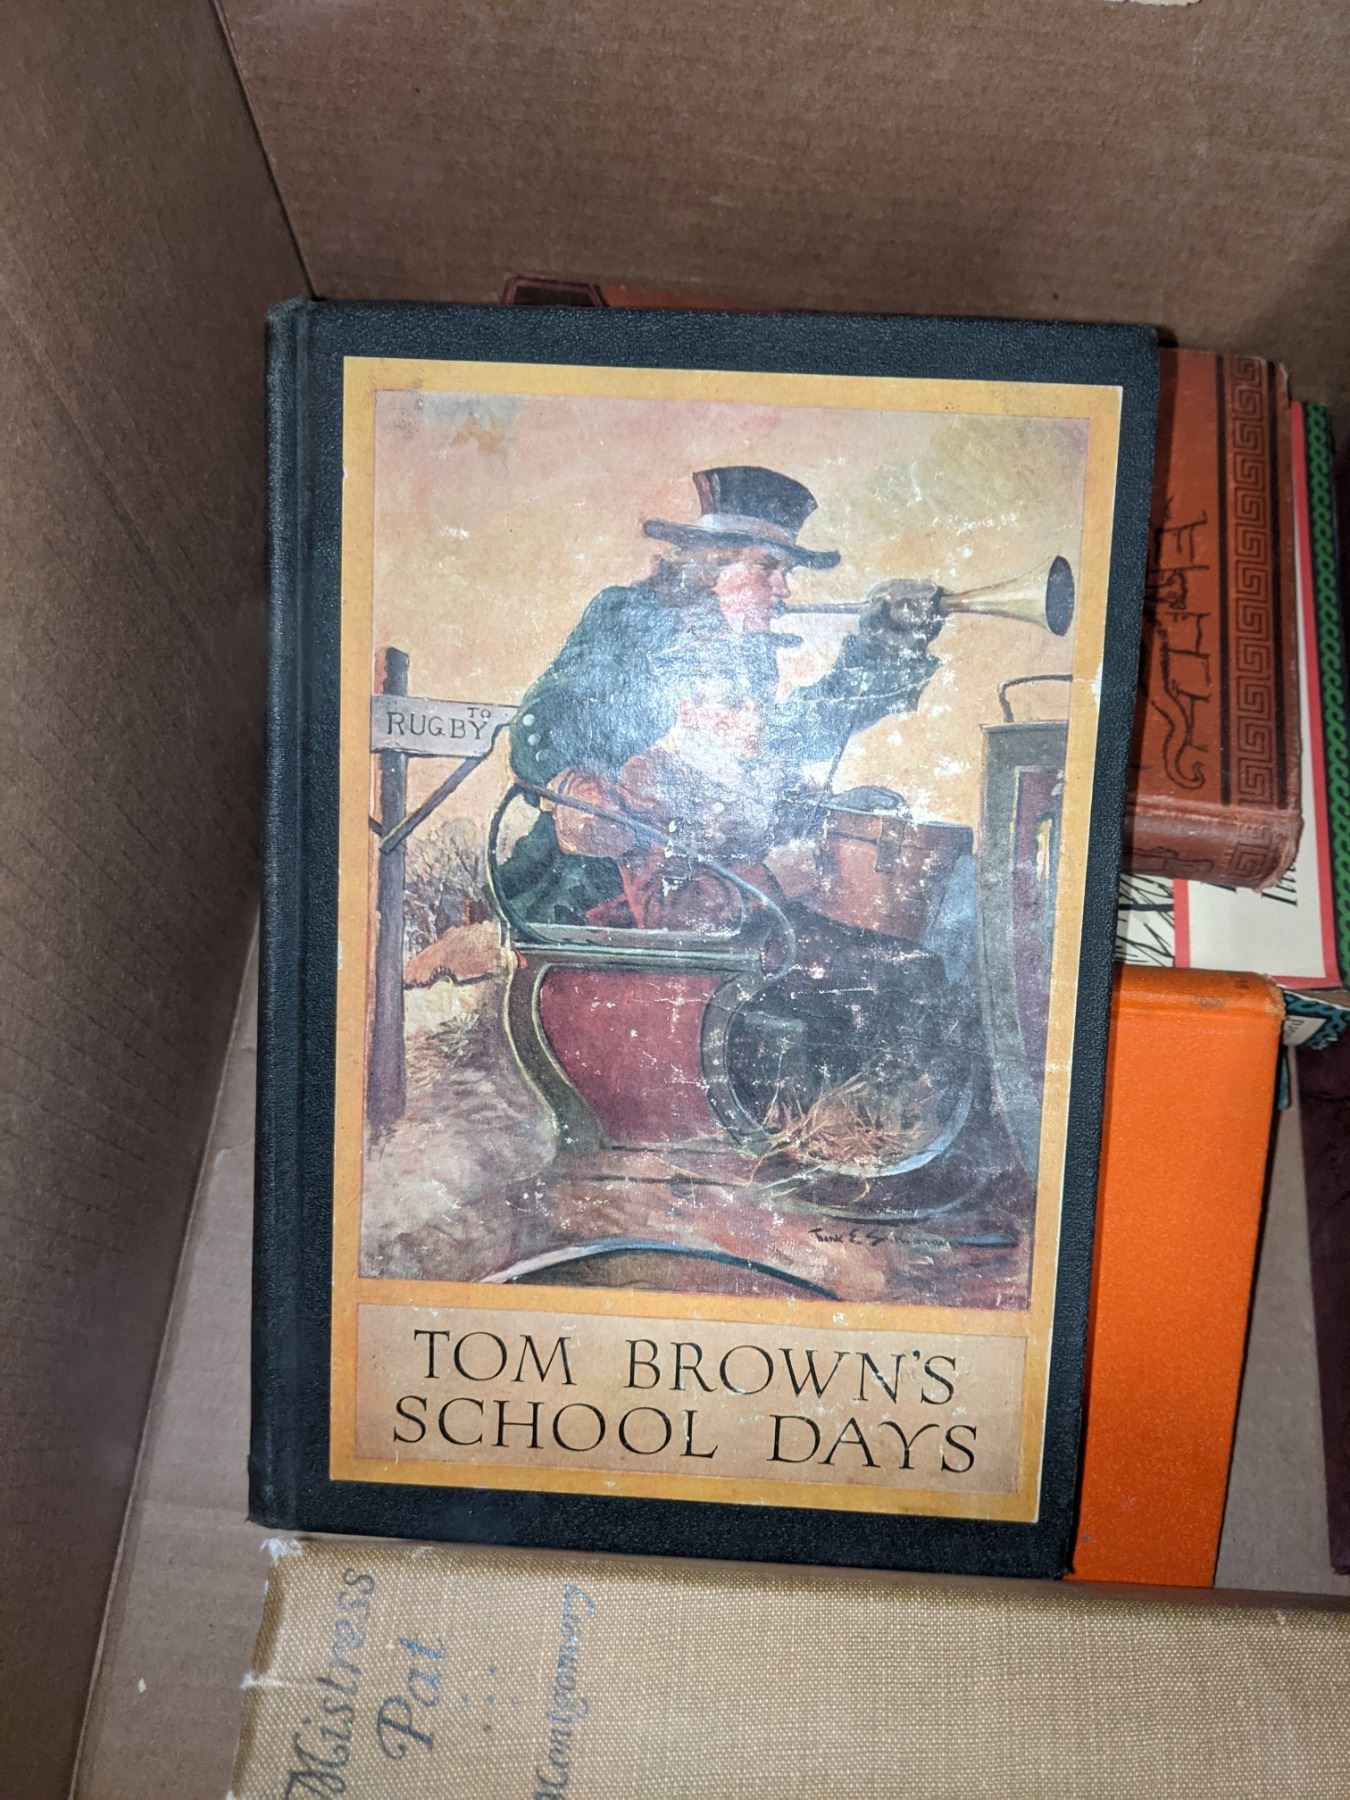 TO
RUGBY
TOM BROWN'S
SCHOOL DAYS
Mistress
Pat
Montgomery